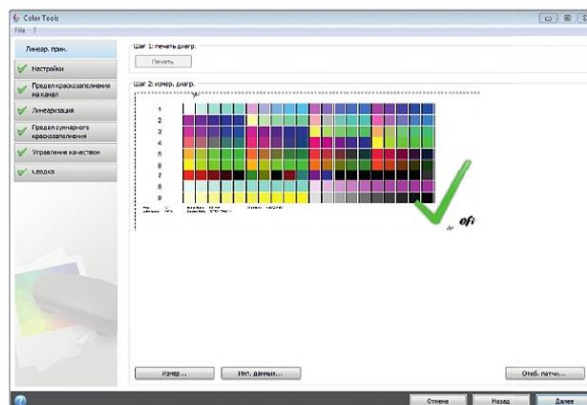 Color Tools
File ?
Линеар. прин.
Настройки
Предел краскозаполнения
на канал
Линеаризация
Предел суммарного
краскозаполнения
Управление качеством
Сводка
Шаг 1: печать диагр.
Печать
Шаг 2: измер. диагр.
1
2
3
4
5
6
7
8
9
efi
Измер...
Имп. данных...
Отоб. патчи...
Отмена
Назад
Далее